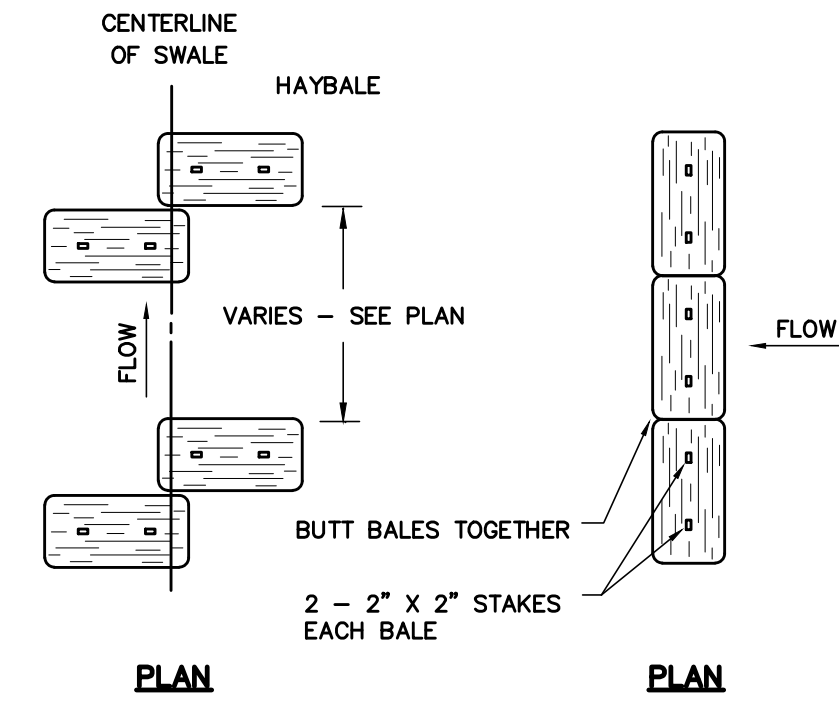 CENTERLINE
OF SWALE
HAYBALE
VARIES – SEE PLAN
FLOW
FLOW
BUTT BALES TOGETHER
2 – 2” X 2” STAKES
EACH BALE
PLAN
PLAN